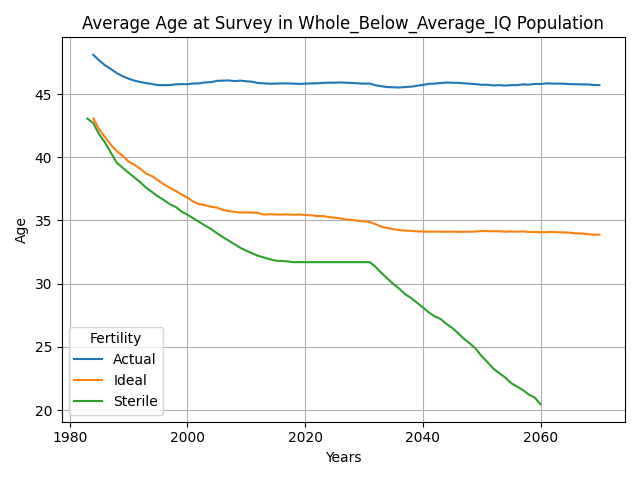 Average Age at Survey in Whole_Below_Average_IQ Population
Age
45
40
35
30
25
20
Fertility
Actual
Ideal
Sterile
1980
2000
2020
2040
2060
Years